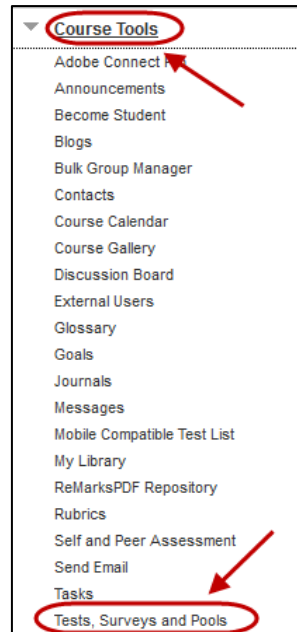 Course Tools
Adobe Connect
Announcements
Become Student
Blogs
Bulk Group Manager
Contacts
Course Calendar
Course Gallery
Discussion Board
External Users
Glossary
Goals
Journals
Messages
Mobile Compatible Test List
My Library
ReMarksPDF Repository
Rubrics
Self and Peer Assessment
Send Email
Tasks
Tests, Surveys and Pools